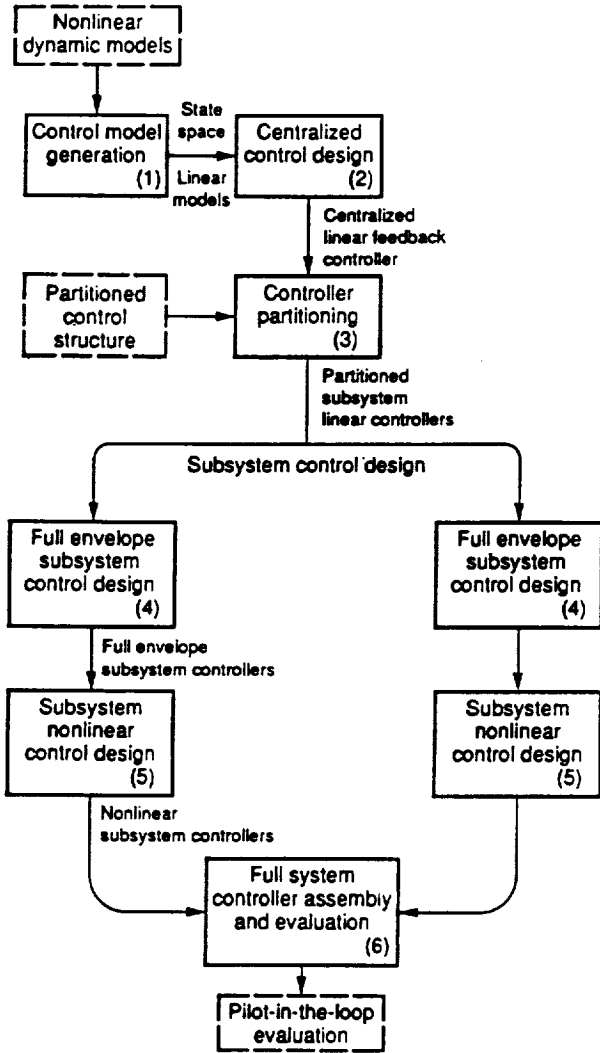 Nonlinear
dynamic models
Control model
generation
(1)
State
space
Linear
models
Centralized
control design
(2)
Centralized
linear feedback
controller
Partitioned
control
structure
Controller
partitioning
(3)
Partitioned
subsystem
linear controllers
Subsystem control design
Full envelope
subsystem
control design
(4)
Full envelope
subsystem
control design
(4)
Full envelope
subsystem controllers
Subsystem
nonlinear
control design
(5)
Subsystem
nonlinear
control design
(5)
Nonlinear
subsystem controllers
Full system
controller assembly
and evaluation
(6)
Pilot-in-the-loop
evaluation